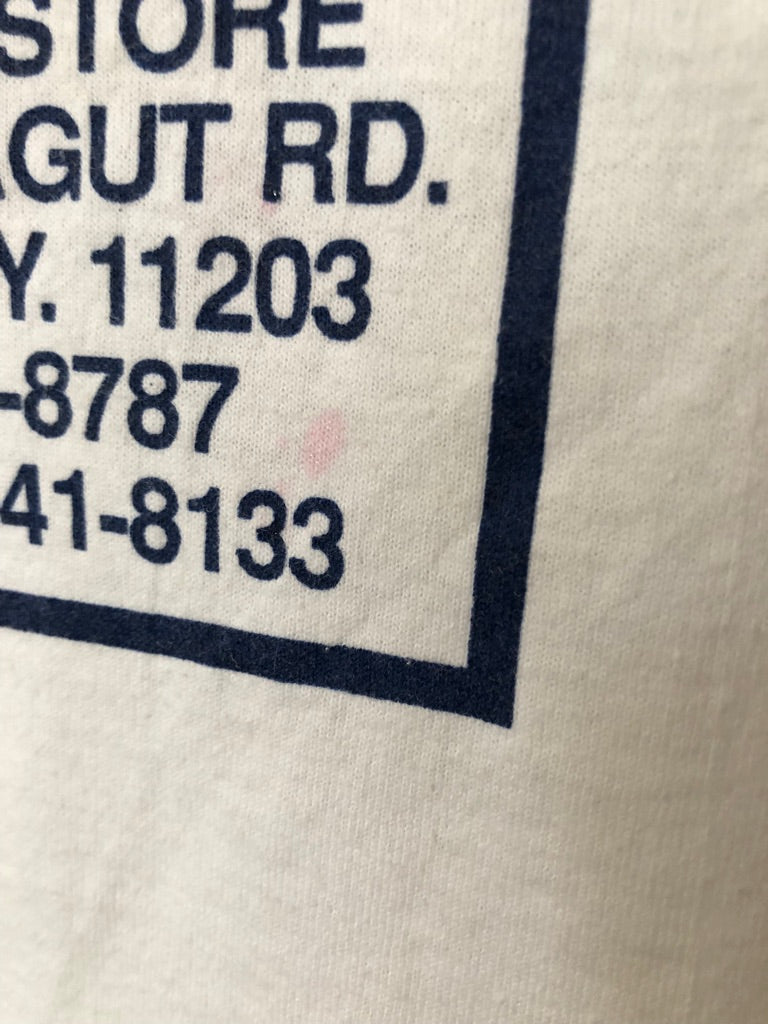 STORE
AGUT RD.
Y. 11203
-8787
41-8133